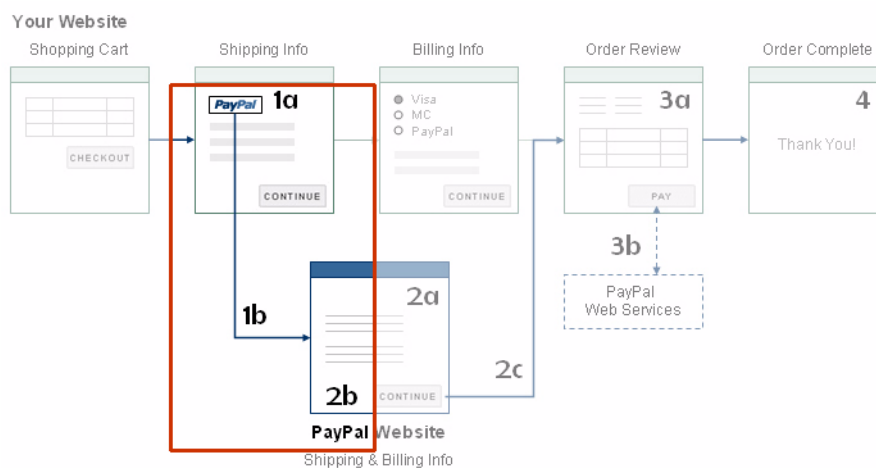 Your Website
Shopping Cart
Shipping Info
Billing Info
Order Review
Order Complete
PayPal
1a
Visa
MC
PayPal
3a
4
Thank You!
CHECKOUT
CONTINUE
CONTINUE
PAY
3b
PayPal
Web Services
1b
2a
2b
CONTINUE
2c
PayPal Website
Shipping & Billing Info